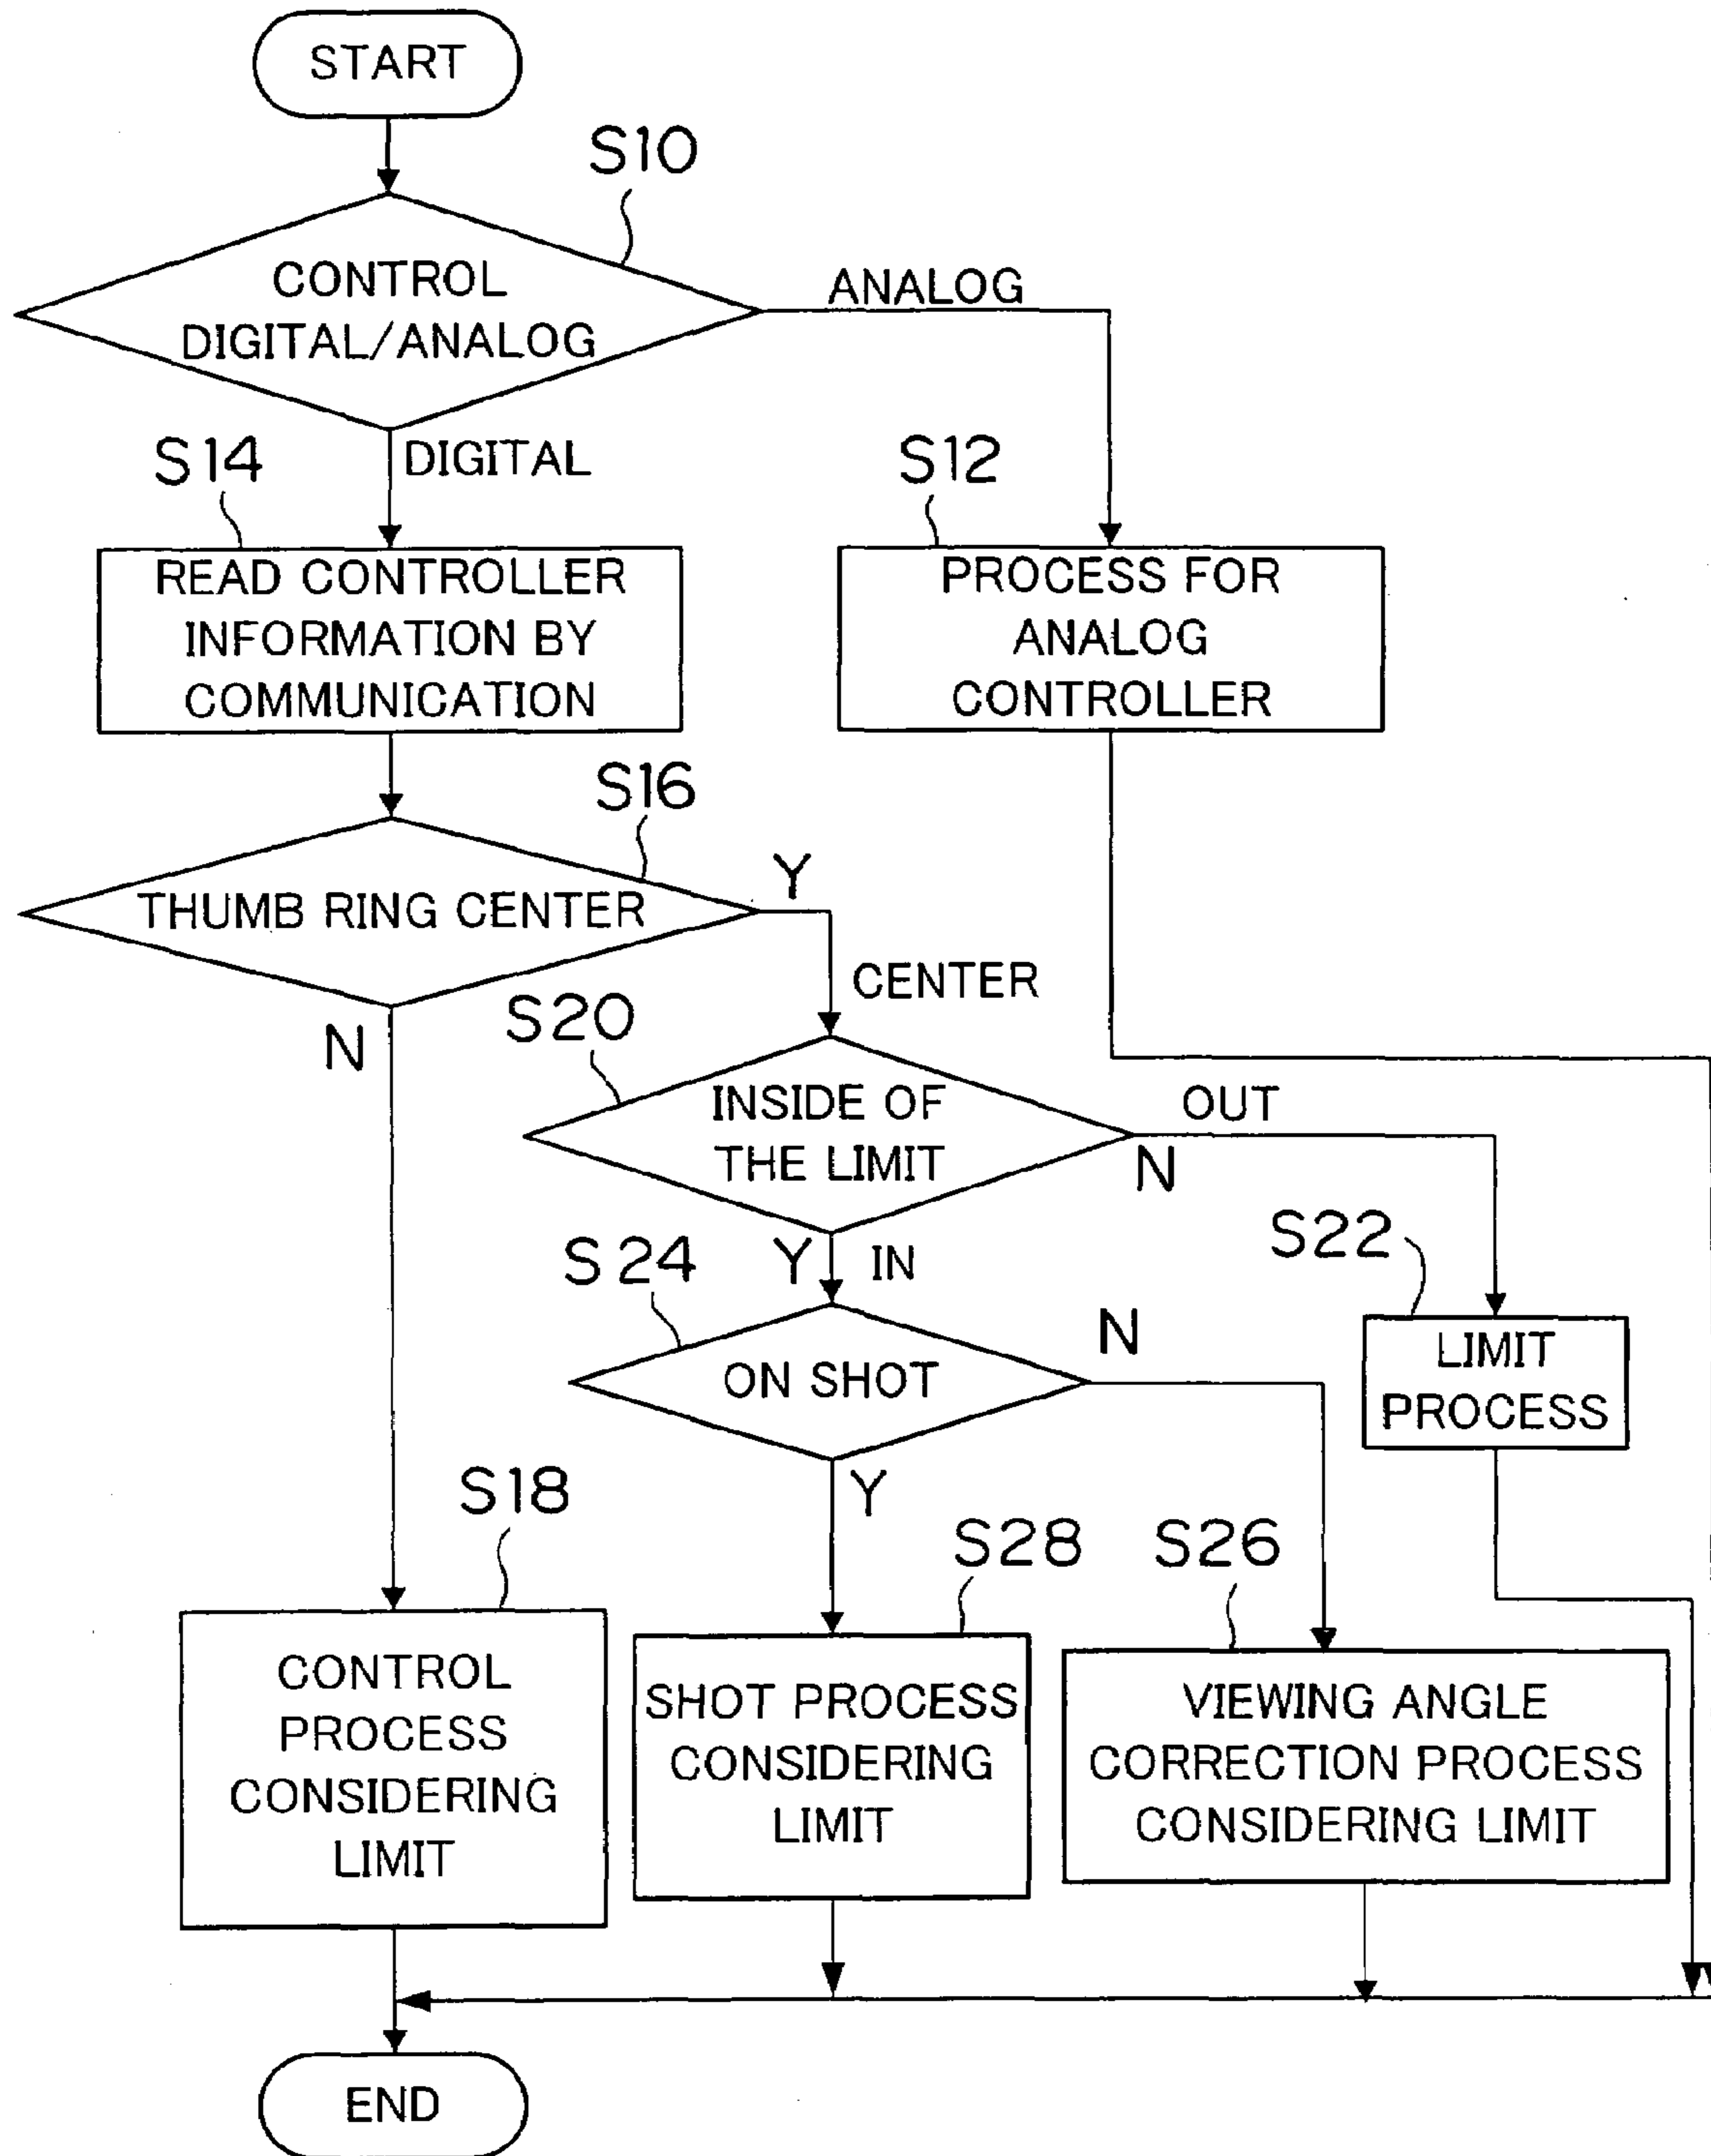 START
S10
CONTROL
DIGITAL/ANALOG
ANALOG
DIGITAL
S14
READ CONTROLLER
INFORMATION BY
COMMUNICATION
S12
PROCESS FOR
ANALOG
CONTROLLER
S16
THUMB RING CENTER
Y
CENTER
N
S20
INSIDE OF
THE LIMIT
OUT
N
Y IN
S22
LIMIT
PROCESS
S24
ON SHOT
N
Y
S18
CONTROL
PROCESS
CONSIDERING
LIMIT
S28
SHOT PROCESS
CONSIDERING
LIMIT
S26
VIEWING ANGLE
CORRECTION PROCESS
CONSIDERING LIMIT
END